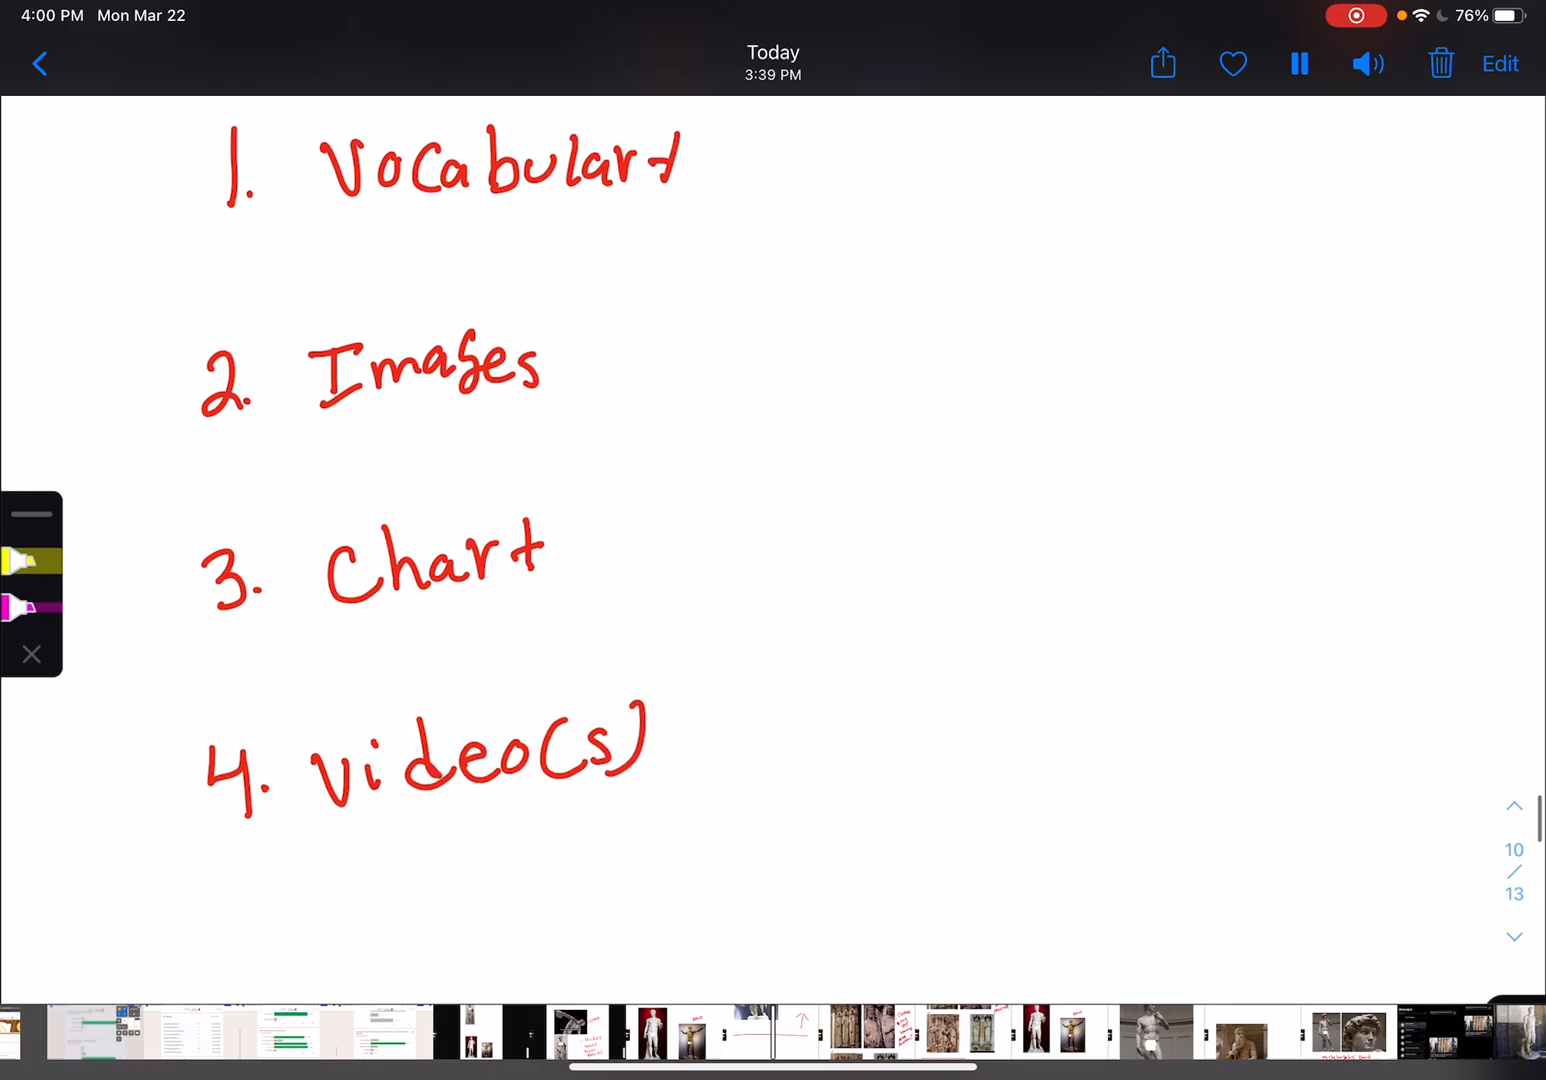 4:00 PM Mon Mar 22
76%
Today
3:39 PM
Edit
1. Vocabulary
2. Images
3. Chart
4. Video(s)
10
/
13